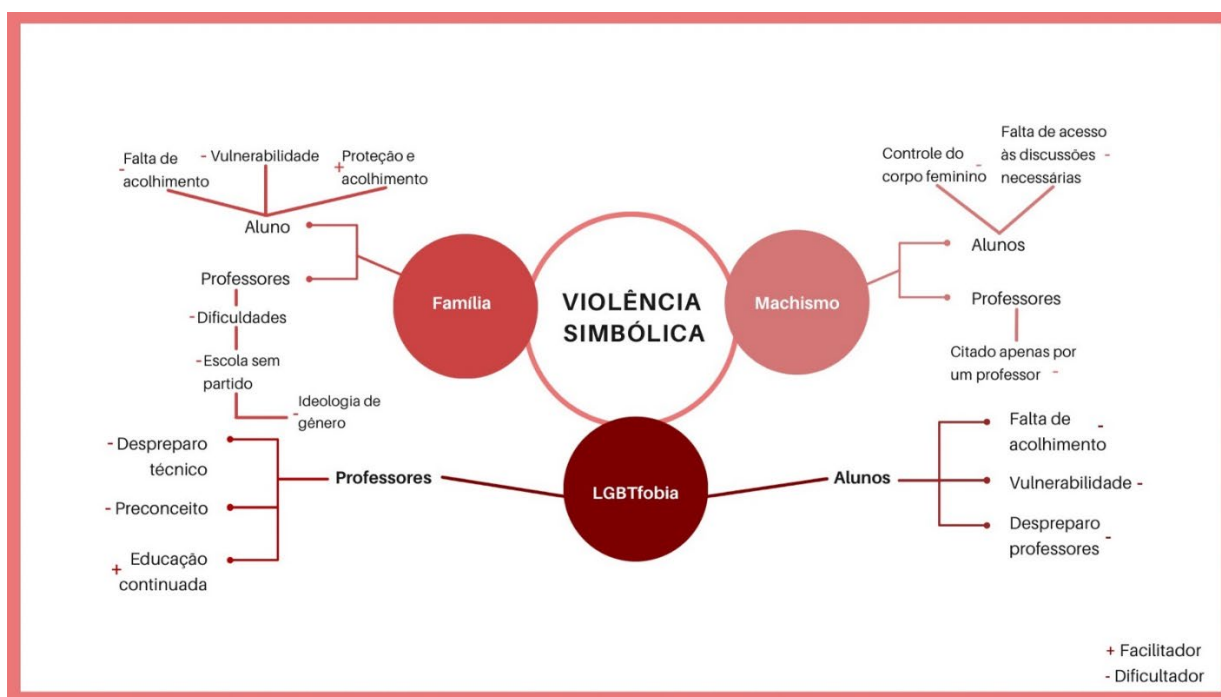 - Falta de
acolhimento
- Vulnerabilidade
+ Proteção e
acolhimento
Aluno
Professores
- Dificuldades
- Escola sem
partido
- Ideologia de
gênero
Família
VIOLÊNCIA
SIMBÓLICA
Machismo
Controle do -
corpo feminino
Falta de acesso
às discussões -
necessárias
Alunos
Professores
Citado apenas por
um professor -
LGBTfobia
Professores
- Despreparo
técnico
- Preconceito
+ Educação
continuada
Alunos
Falta de -
acolhimento
Vulnerabilidade -
Despreparo -
professores
+ Facilitador
- Dificultador